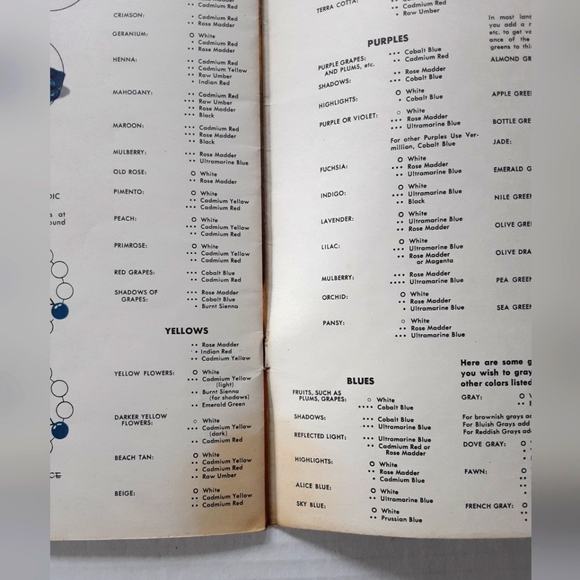 •• Cadmium Red
CRIMSON: • Cadmium Red
•• Rose Madder
GERANIUM: O White
•• Cadmium Red
•• Rose Madder
HENNA: •• Cadmium Red
•• Cadmium Yellow
•• Raw Umber
• Indian Red
MAHOGANY: •• Cadmium Red
••• Raw Umber
•• Rose Madder
•• Black
MAROON: ••• Cadmium Red
•• Rose Madder
•• Black
MULBERRY: ••• Rose Madder
•• Ultramarine Blue
OLD ROSE: O White
•• Rose Madder
PIMENTO: O White
•• Cadmium Yellow
••• Cadmium Red
PEACH: O White
••• Cadmium Yellow
•• Cadmium Red
PRIMROSE: O White
••• Cadmium Yellow
•• Cadmium Red
RED GRAPES: ••• Cobalt Blue
•• Cadmium Red
SHADOWS OF GRAPES: ••• Rose Madder
••• Cobalt Blue
•• Burnt Sienna
YELLOWS
•• Rose Madder
• Indian Red
•• Cadmium Yellow
YELLOW FLOWERS: O White
••• Cadmium Yellow
(light)
•• Burnt Sienna
(for shadows)
•• Emerald Green
DARKER YELLOW
FLOWERS: O White
••• Cadmium Yellow
(dark)
•• Cadmium Red
BEACH TAN: O White
•• Cadmium Yellow
• Cadmium Red
•• Raw Umber
BEIGE: O White
•• Cadmium Yellow
•• Cadmium Red
TERRA COTTA:
• Cadmium Red
•• Raw Umber
PURPLES
PURPLE GRAPES:
AND PLUMS, etc. ••• Cobalt Blue
•• Cadmium Red
SHADOWS: •• Rose Madder
••• Cobalt Blue
HIGHLIGHTS: O White
• Cobalt Blue
PURPLE OR VIOLET: O White
••• Rose Madder
••• Ultramarine Blue
For other Purples Use Ver-
million, Cobalt Blue
FUCHSIA: O White
••• Rose Madder
•• Ultramarine Blue
INDIGO: O White
••• Ultramarine Blue
•• Black
LAVENDER: O White
•• Ultramarine Blue
•• Rose Madder
LILAC: O White
••• Ultramarine Blue
•• Rose Madder
or Magenta
MULBERRY: ••• Rose Madder
•••• Ultramarine Blue
ORCHID: O White
•• Rose Madder
• Ultramarine Blue
PANSY: O White
•• Rose Madder
••• Ultramarine Blue
BLUES
FRUITS, SUCH AS
PLUMS, GRAPES: O White
•••• Cobalt Blue
SHADOWS: •••• Cobalt Blue
••• Ultramarine Blue
REFLECTED LIGHT: ••• Ultramarine Blue
•• Cadmium Red or
Rose Madder
HIGHLIGHTS: O White
•• Rose Madder
• Cadmium Blue
ALICE BLUE: O White
•• Ultramarine Blue
SKY BLUE: O White
•• Prussian Blue
In most lan
you add a
etc. to get va
ance of the
greens to thi
ALMOND GR
APPLE GREE
BOTTLE GRE
JADE:
EMERALD G
NILE GREE
OLIVE GREE
OLIVE DRA
PEA GREE
SEA GREE
Here are some g
you wish to gray
other colors listed
GRAY:
For brownish grays a
For Bluish Grays add
For Reddish Grays add
DOVE GRAY:
FAWN:
FRENCH GRAY: